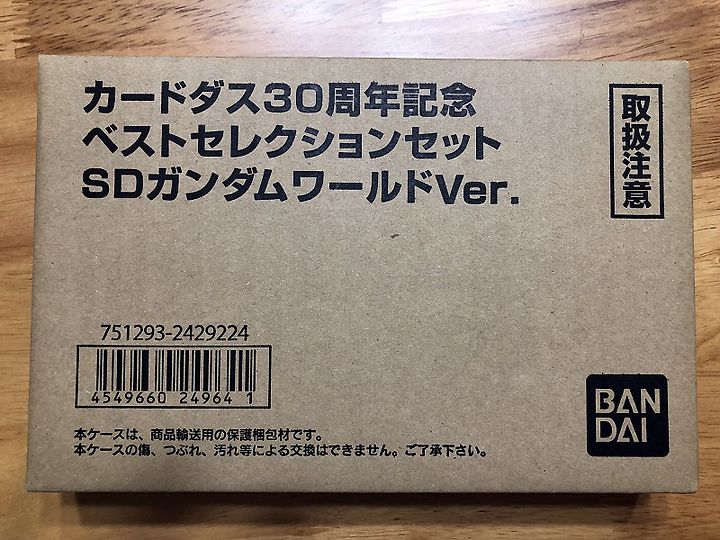 カードダス30周年記念
ベストセレクションセット
SDガンダムワールドVer.
取扱注意
751293-2429224
4549660 24964 1
本ケースは、商品輸送用の保護梱包材です。
本ケースの傷、つぶれ、汚れ等による交換はできません。ご了承下さい。
BAN
DAI